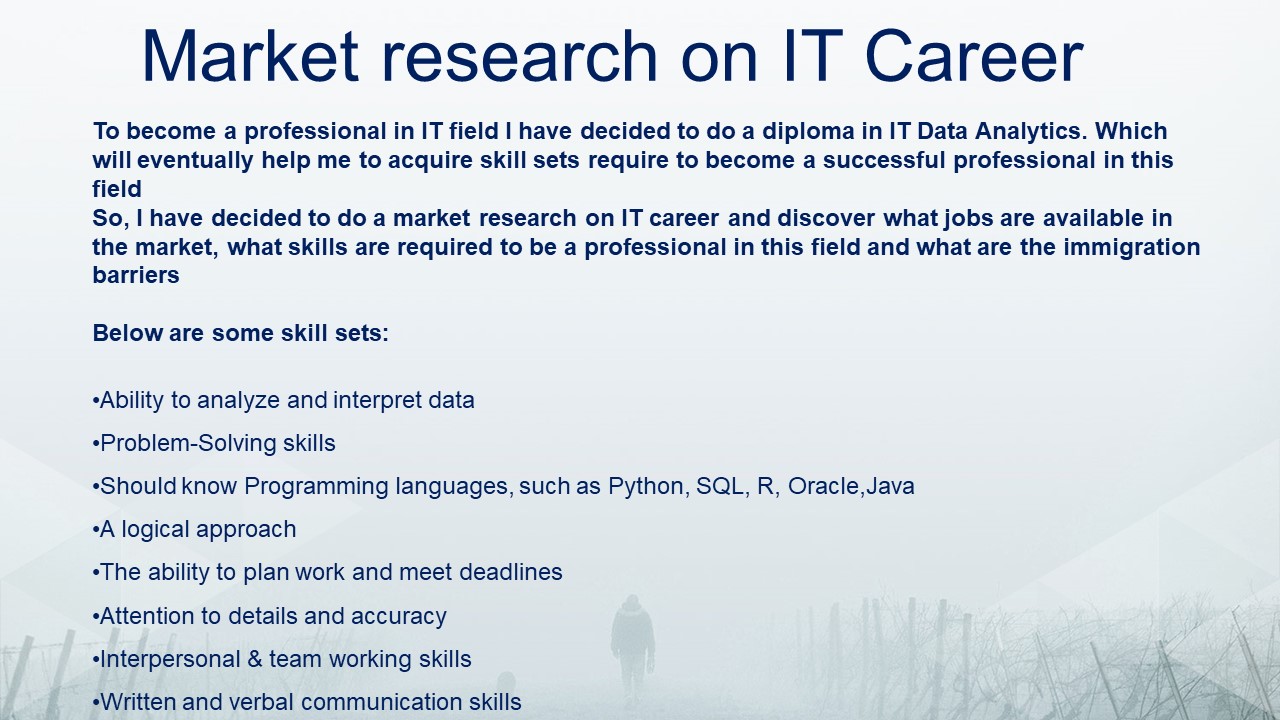 Market research on IT Career
To become a professional in IT field I have decided to do a diploma in IT Data Analytics. Which
will eventually help me to acquire skill sets require to become a successful professional in this
field
So, I have decided to do a market research on IT career and discover what jobs are available in
the market, what skills are required to be a professional in this field and what are the immigration
barriers
Below are some skill sets:
•Ability to analyze and interpret data
•Problem-Solving skills
•Should know Programming languages, such as Python, SQL, R, Oracle,Java
•A logical approach
•The ability to plan work and meet deadlines
•Attention to details and accuracy
•Interpersonal & team working skills
•Written and verbal communication skills